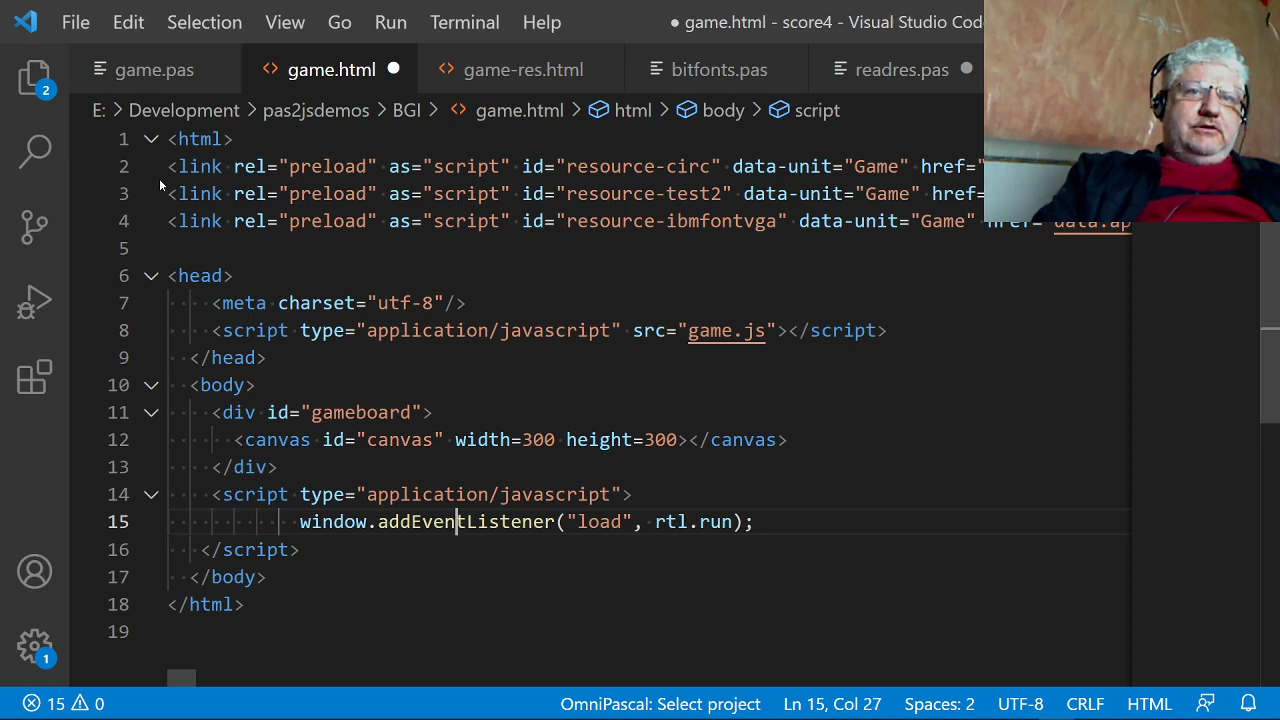 File Edit Selection View Go Run Terminal Help ● game.html - score4 - Visual Studio Code
game.pas game.html game-res.html bitfonts.pas readres.pas
E: > Development > pas2jsdemos > BGI > game.html > html > body > script
1 <html>
2 <link rel="preload" as="script" id="resource-circ" data-unit="Game" href="
3 <link rel="preload" as="script" id="resource-test2" data-unit="Game" href=
4 <link rel="preload" as="script" id="resource-ibmfontvga" data-unit="Game" href="data:ap
5
6 <head>
7 <meta charset="utf-8"/>
8 <script type="application/javascript" src="game.js"></script>
9 </head>
10 <body>
11 <div id="gameboard">
12 <canvas id="canvas" width=300 height=300></canvas>
13 </div>
14 <script type="application/javascript">
15 window.addEventListener("load", rtl.run);
16 </script>
17 </body>
18 </html>
19
2
1
15 0 OmniPascal: Select project Ln 15, Col 27 Spaces: 2 UTF-8 CRLF HTML